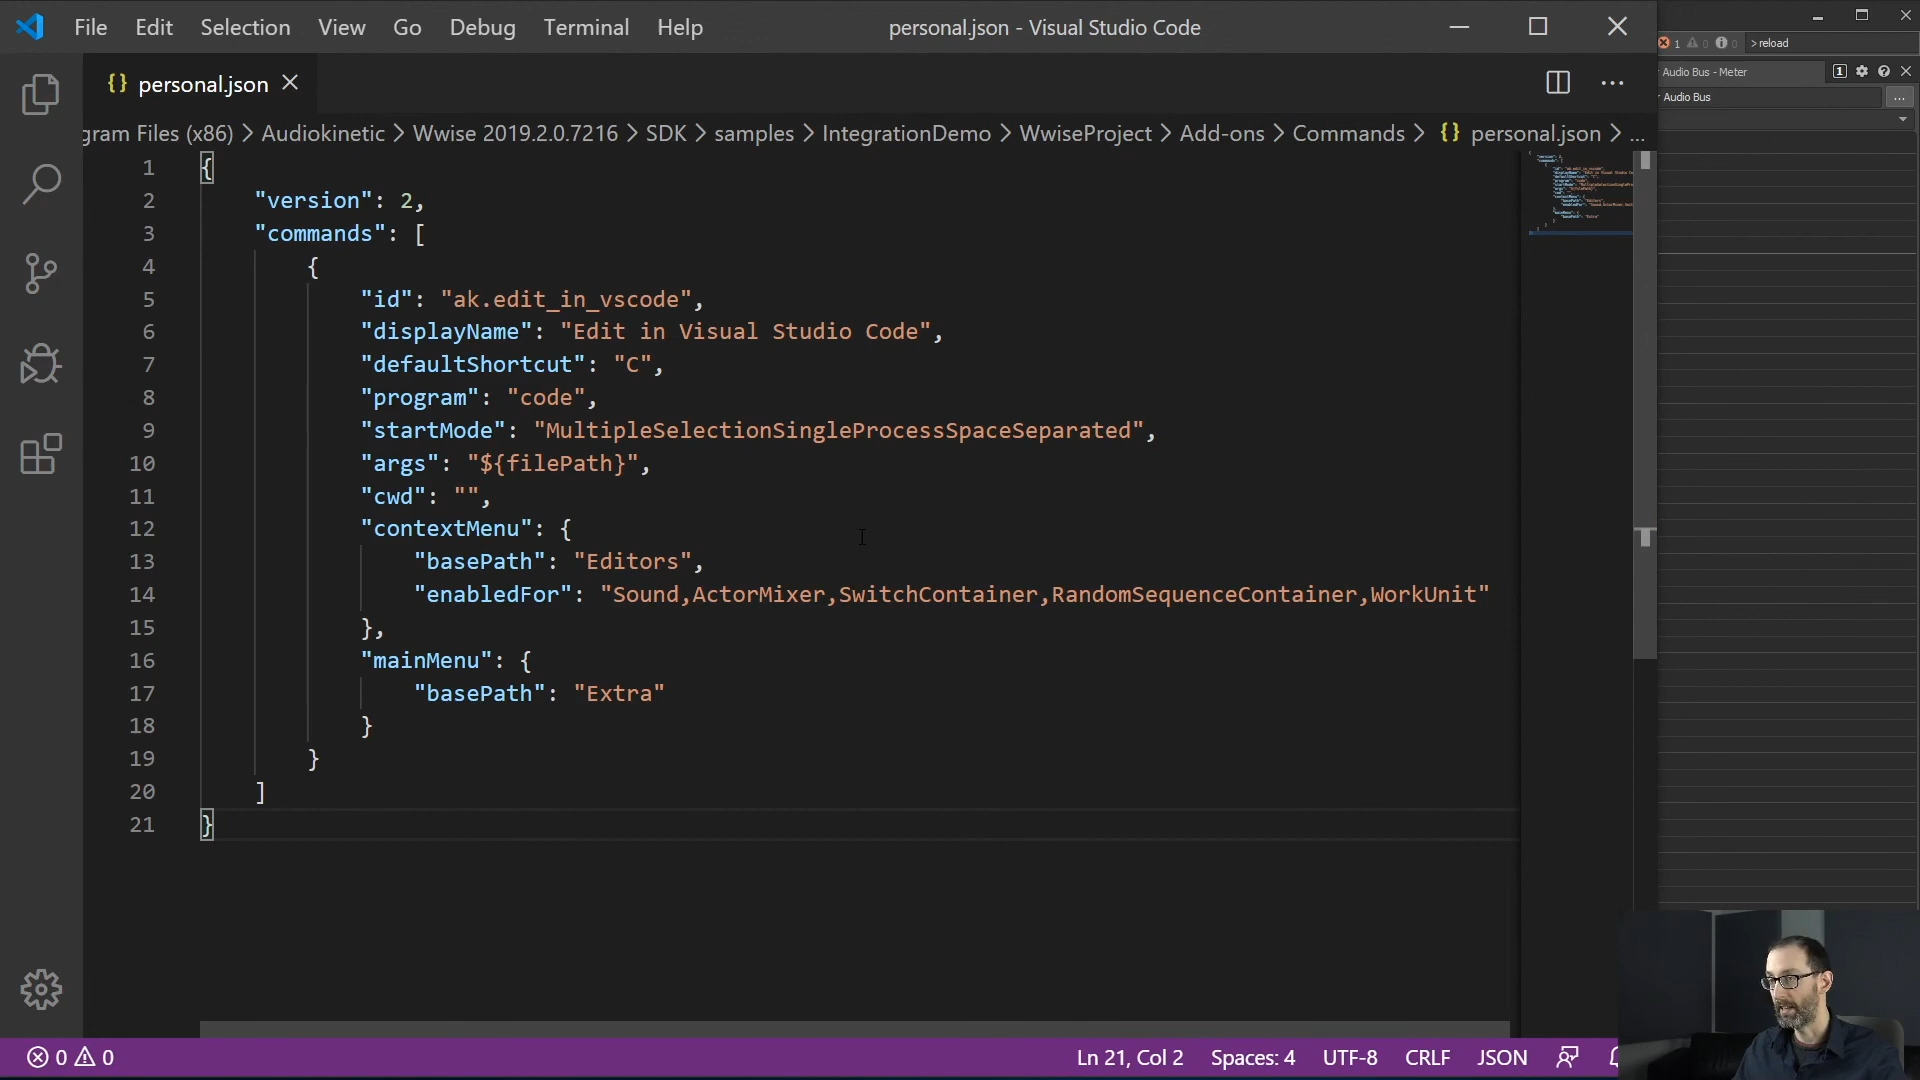 File Edit Selection View Go Debug Terminal Help personal.json - Visual Studio Code
personal.json
gram Files (x86) > Audiokinetic > Wwise 2019.2.0.7216 > SDK > samples > IntegrationDemo > WwiseProject > Add-ons > Commands > {} personal.json > ...
1 {
2 "version": 2,
3 "commands": [
4 {
5 "id": "ak.edit_in_vscode",
6 "displayName": "Edit in Visual Studio Code",
7 "defaultShortcut": "C",
8 "program": "code",
9 "startMode": "MultipleSelectionSingleProcessSpaceSeparated",
10 "args": "${filePath}",
11 "cwd": "",
12 "contextMenu": {
13 "basePath": "Editors",
14 "enabledFor": "Sound,ActorMixer,SwitchContainer,RandomSequenceContainer,WorkUnit"
15 },
16 "mainMenu": {
17 "basePath": "Extra"
18 }
19 }
20 ]
21 }
0 0 Ln 21, Col 2 Spaces: 4 UTF-8 CRLF JSON
1 0 0 >reload
Audio Bus - Meter 1
Audio Bus ...